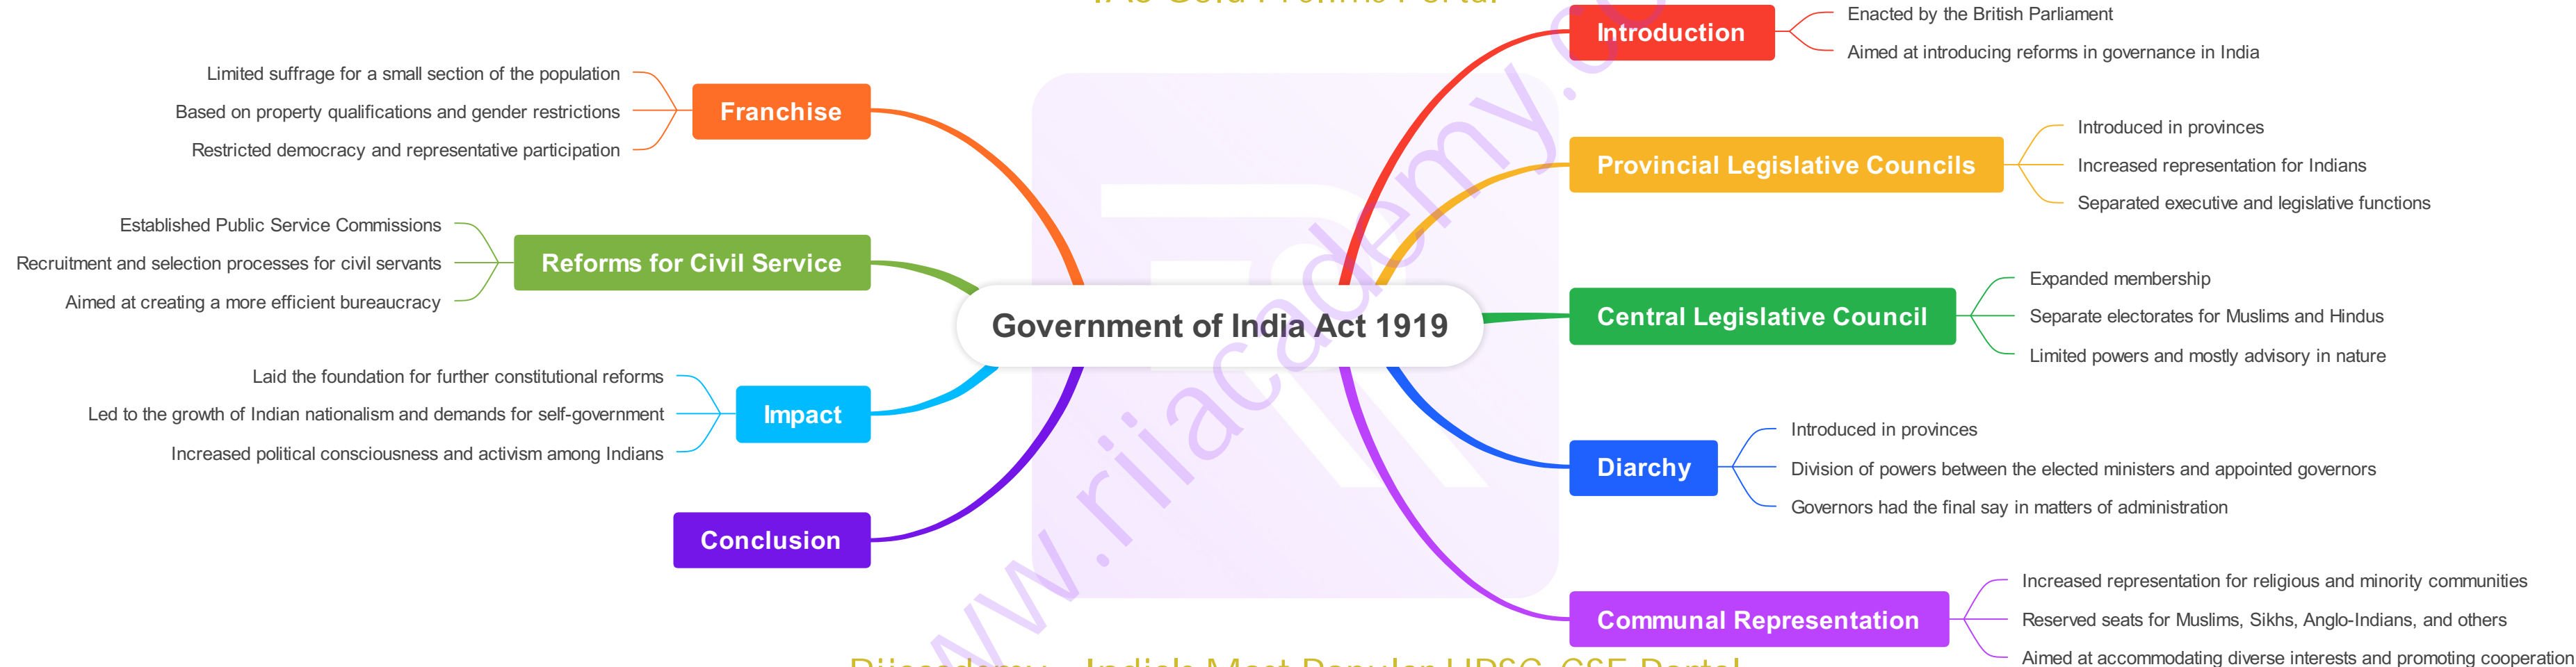 Government of India Act 1919
Introduction
Enacted by the British Parliament
Aimed at introducing reforms in governance in India
Provincial Legislative Councils
Introduced in provinces
Increased representation for Indians
Separated executive and legislative functions
Central Legislative Council
Expanded membership
Separate electorates for Muslims and Hindus
Limited powers and mostly advisory in nature
Diarchy
Introduced in provinces
Division of powers between the elected ministers and appointed governors
Governors had the final say in matters of administration
Communal Representation
Increased representation for religious and minority communities
Reserved seats for Muslims, Sikhs, Anglo-Indians, and others
Aimed at accommodating diverse interests and promoting cooperation
Franchise
Limited suffrage for a small section of the population
Based on property qualifications and gender restrictions
Restricted democracy and representative participation
Reforms for Civil Service
Established Public Service Commissions
Recruitment and selection processes for civil servants
Aimed at creating a more efficient bureaucracy
Impact
Laid the foundation for further constitutional reforms
Led to the growth of Indian nationalism and demands for self-government
Increased political consciousness and activism among Indians
Conclusion
India's Most Popular UPSC CSE Portal